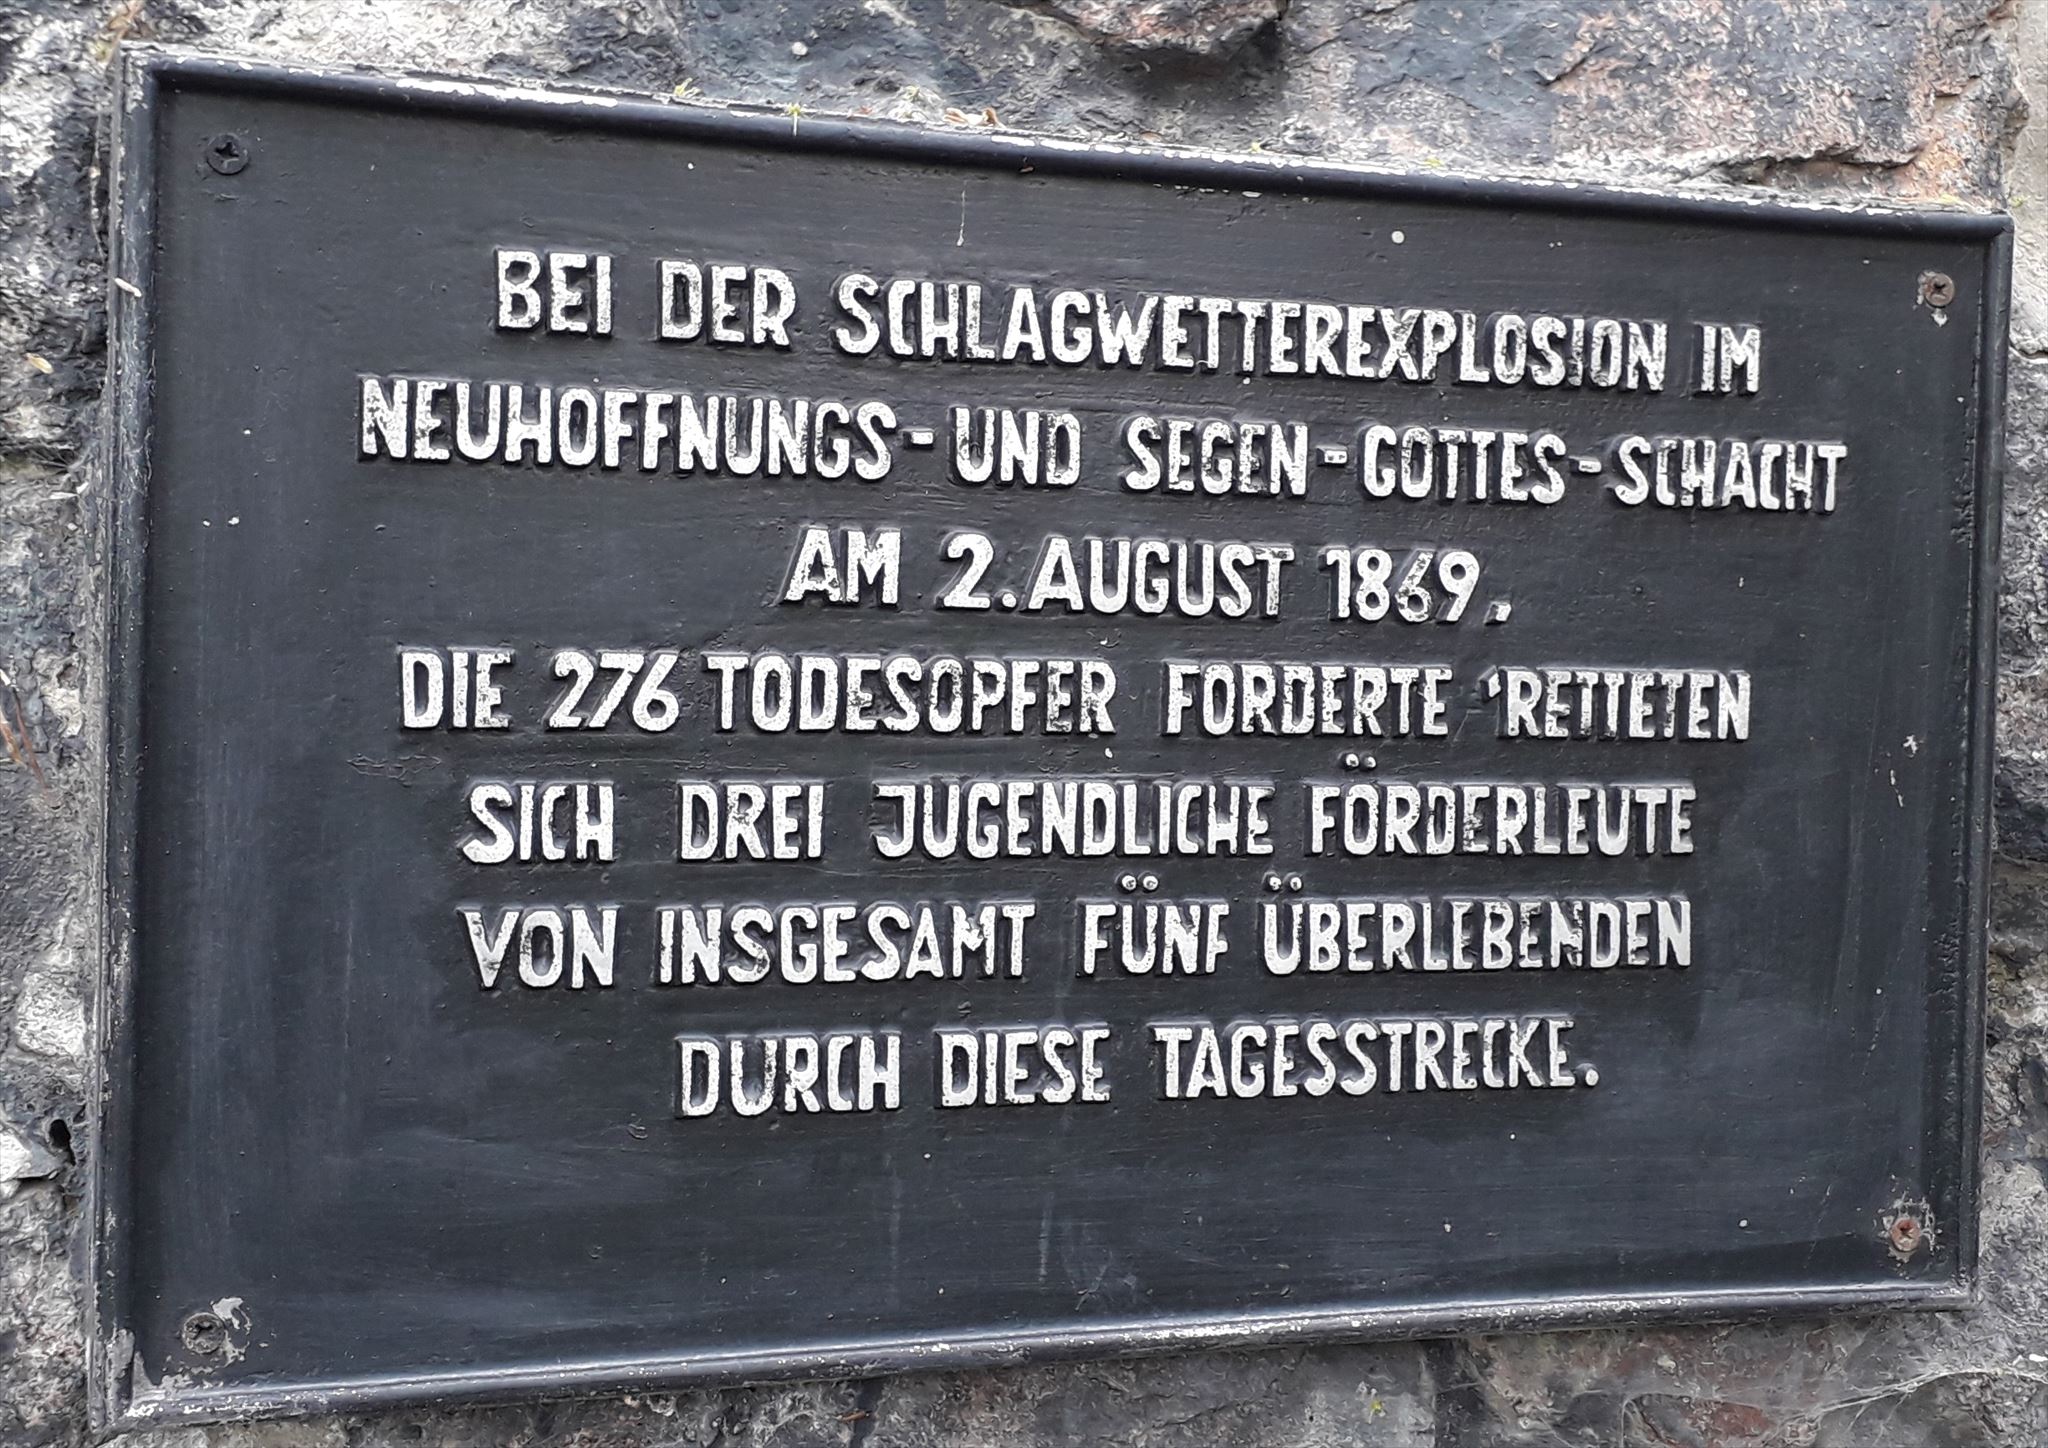 BEI DER SCHLAGWETTEREXPLOSION IM
NEUHOFFNUNGS- UND SEGEN-GOTTES-SCHACHT
AM 2. AUGUST 1869,
DIE 276 TODESOPFER FORDERTE 'RETTETEN
SICH DREI JUGENDLICHE FÖRDERLEUTE
VON INSGESAMT FÜNF ÜBERLEBENDEN
DURCH DIESE TAGESSTRECKE.